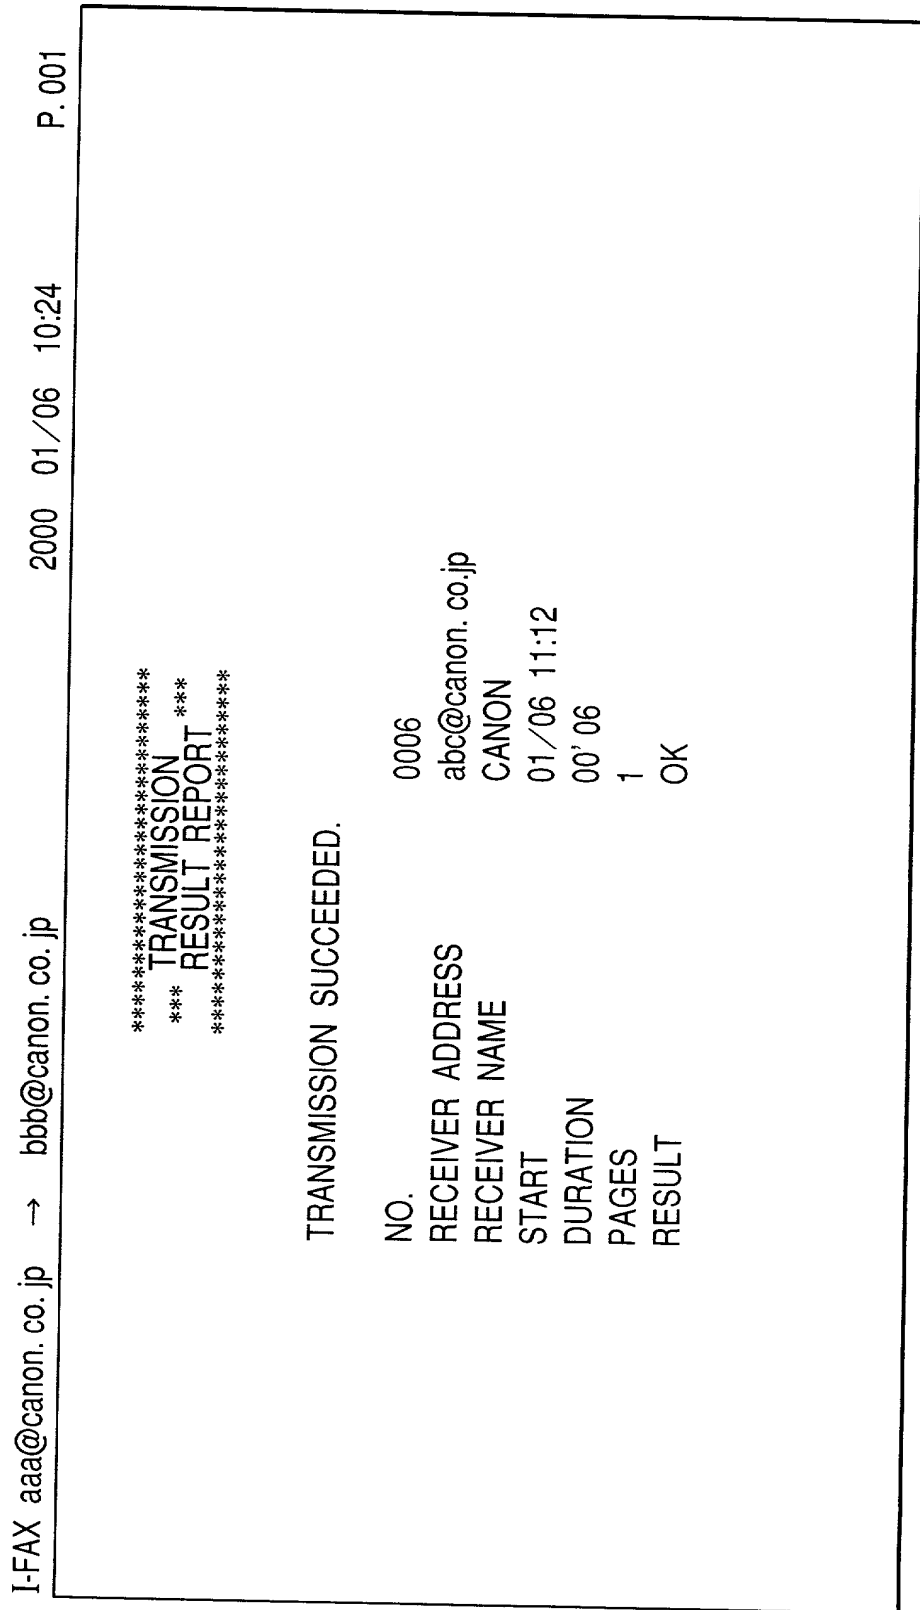 I-FAX aaa@canon. co. jp → bbb@canon. co. jp 2000 01/06 10:24 P. 001
*****************************
*** TRANSMISSION ***
RESULT REPORT
*****************************
TRANSMISSION SUCCEEDED.
NO. 0006
RECEIVER ADDRESS abc@canon. co.jp
RECEIVER NAME CANON
START 01/06 11:12
DURATION 00' 06
PAGES 1
RESULT OK